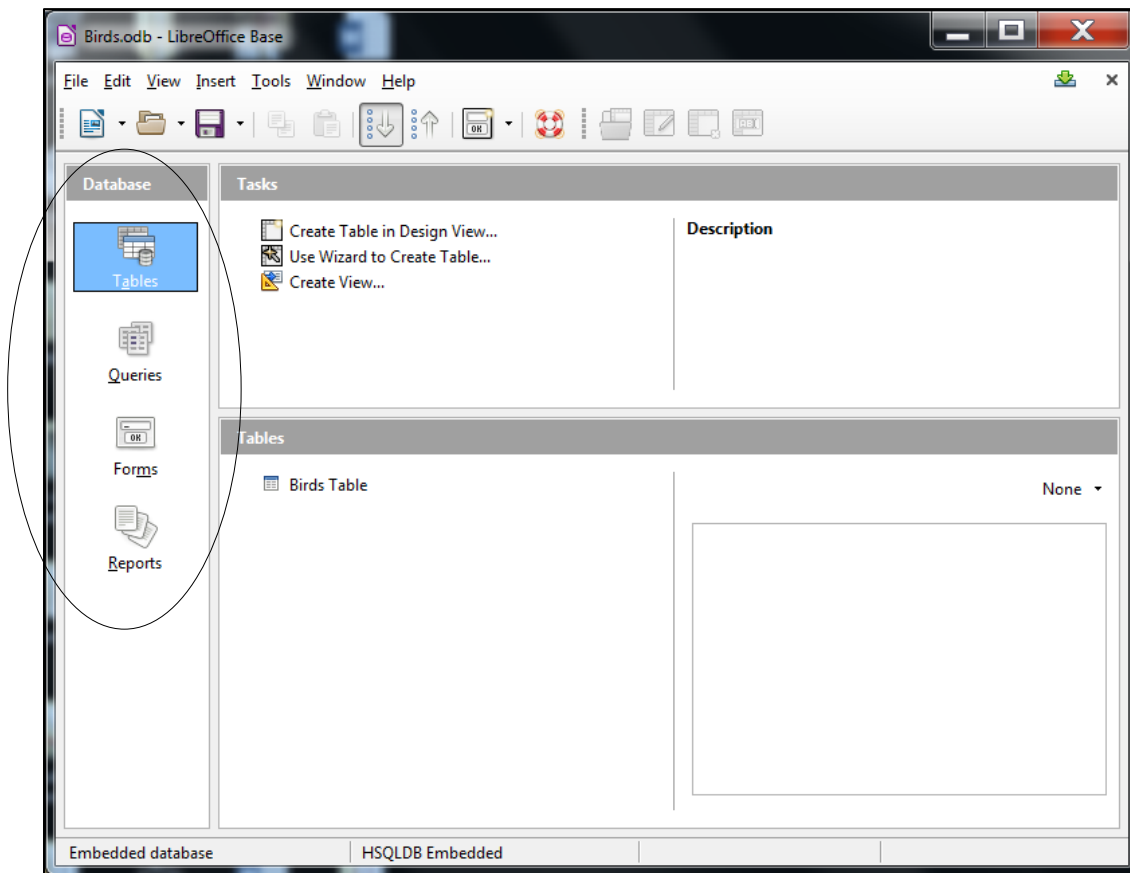 Birds.odb - LibreOffice Base
File Edit View Insert Tools Window Help
OK
Database
Tables
Queries
OK
Forms
Reports
Tasks
Create Table in Design View...
Use Wizard to Create Table...
Create View...
Description
Tables
Birds Table
None
Embedded database
HSQLDB Embedded